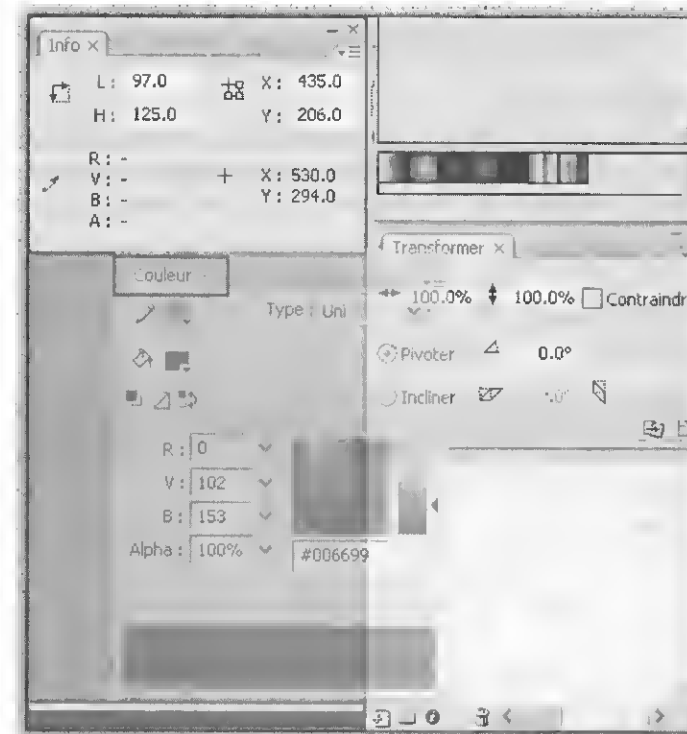 Info ×
L : 97.0 X : 435.0
H : 125.0 Y : 206.0
R : -
V : - + X : 530.0
B : - Y : 294.0
A : -
Transformer ×
100.0% 100.0% Contraindr
Pivoter 0.0°
Incliner
Couleur
Type : Uni
R : 0
V : 102
B : 153
Alpha : 100% #006699